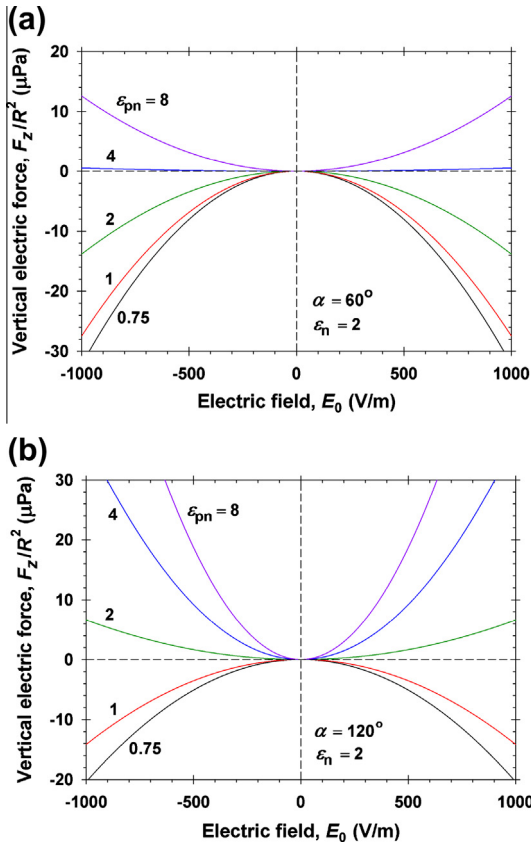 (a)
20
10
0
-10
-20
-30
Vertical electric force, Fz/R² (μPa)
εpn = 8
4
2
1
0.75
α = 60°
εn = 2
-1000 -500 0 500 1000
Electric field, E₀ (V/m)
(b)
30
20
10
0
-10
-20
Vertical electric force, Fz/R² (μPa)
4
εpn = 8
2
1
0.75
α = 120°
εn = 2
-1000 -500 0 500 1000
Electric field, E₀ (V/m)